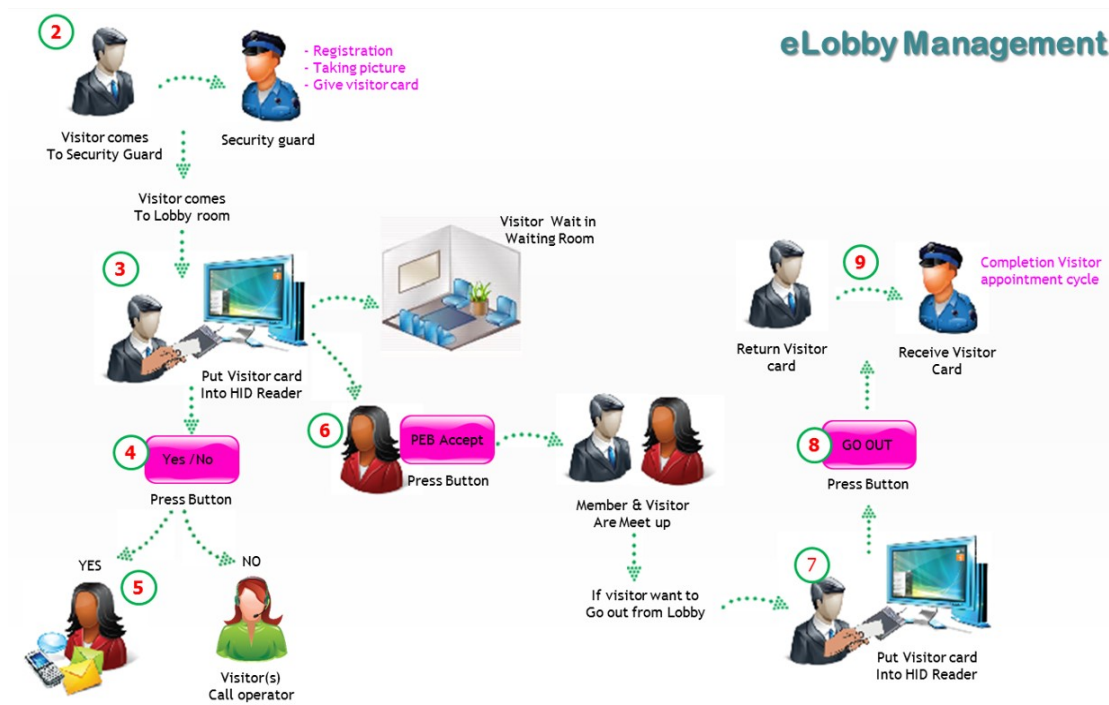 eLobby Management
2
- Registration
- Taking picture
- Give visitor card
Visitor comes
To Security Guard
Security guard
Visitor comes
To Lobby room
Visitor Wait in
Waiting Room
3
Put Visitor card
Into HID Reader
4
Yes /No
Press Button
YES
5
NO
Visitor(s)
Call operator
6
PEB Accept
Press Button
Member & Visitor
Are Meet up
If visitor want to
Go out from Lobby
7
Put Visitor card
Into HID Reader
8
GO OUT
Press Button
9
Return Visitor
card
Receive Visitor
Card
Completion Visitor
appointment cycle